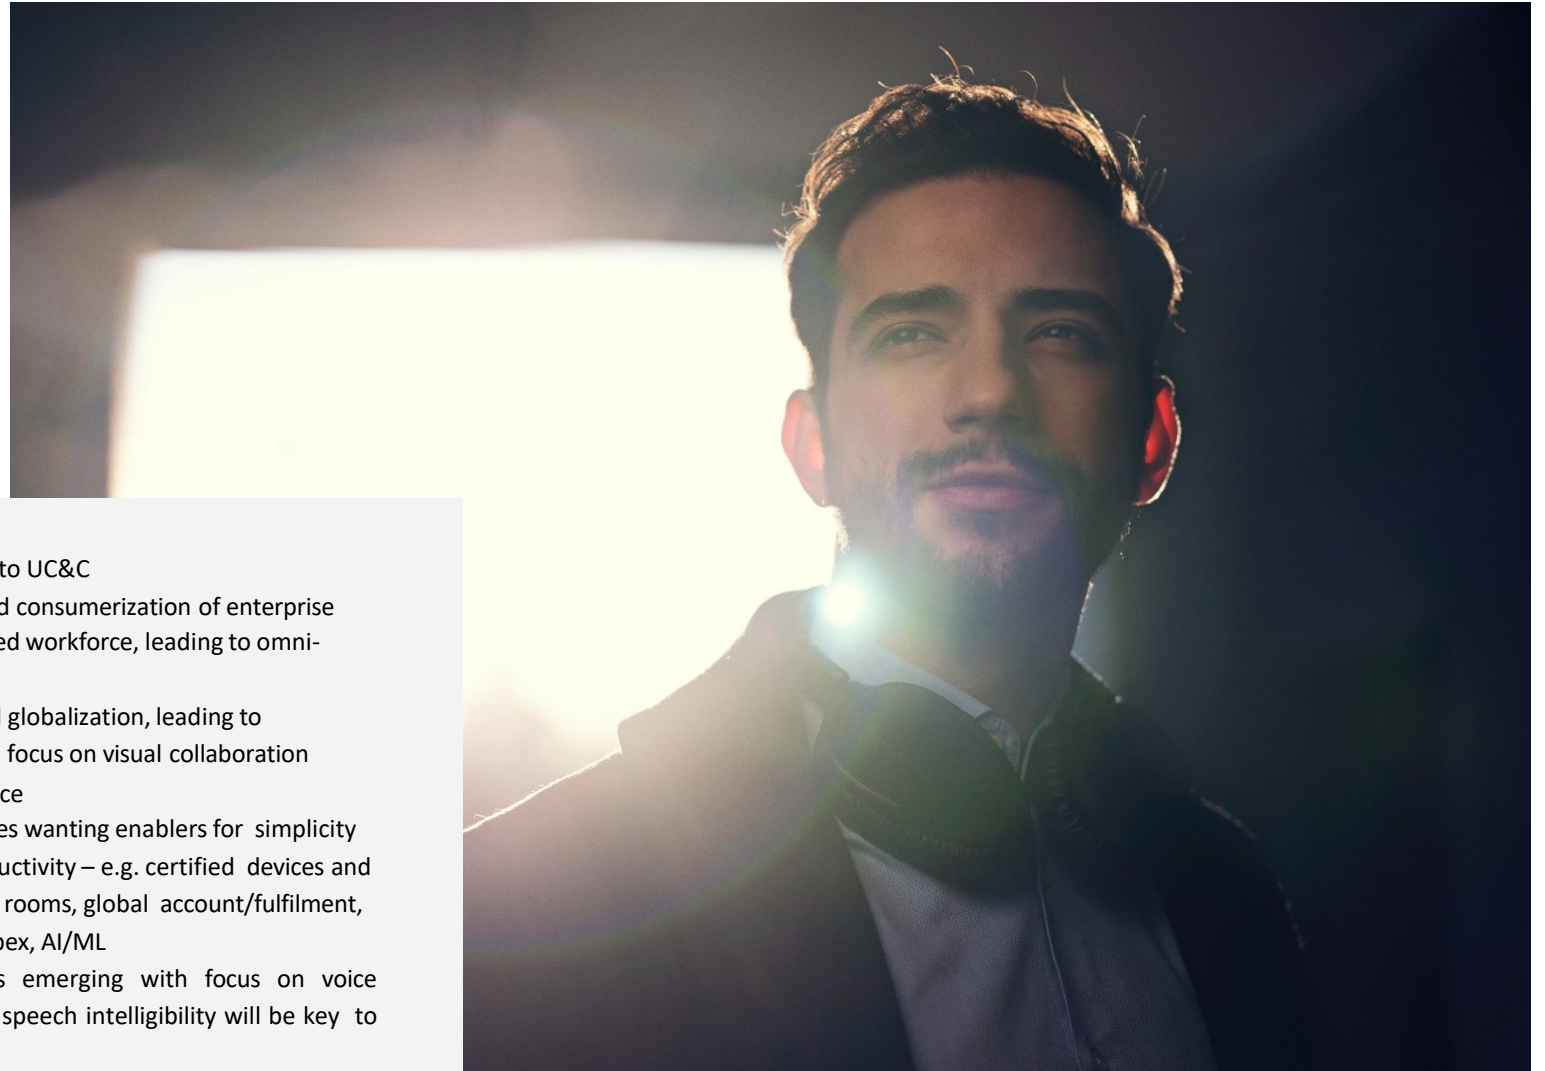 to UC&C
d consumerization of enterprise
ed workforce, leading to omni-
l globalization, leading to
focus on visual collaboration
ce
es wanting enablers for simplicity
uctivity – e.g. certified devices and
rooms, global account/fulfilment,
pex, AI/ML
s emerging with focus on voice
speech intelligibility will be key to